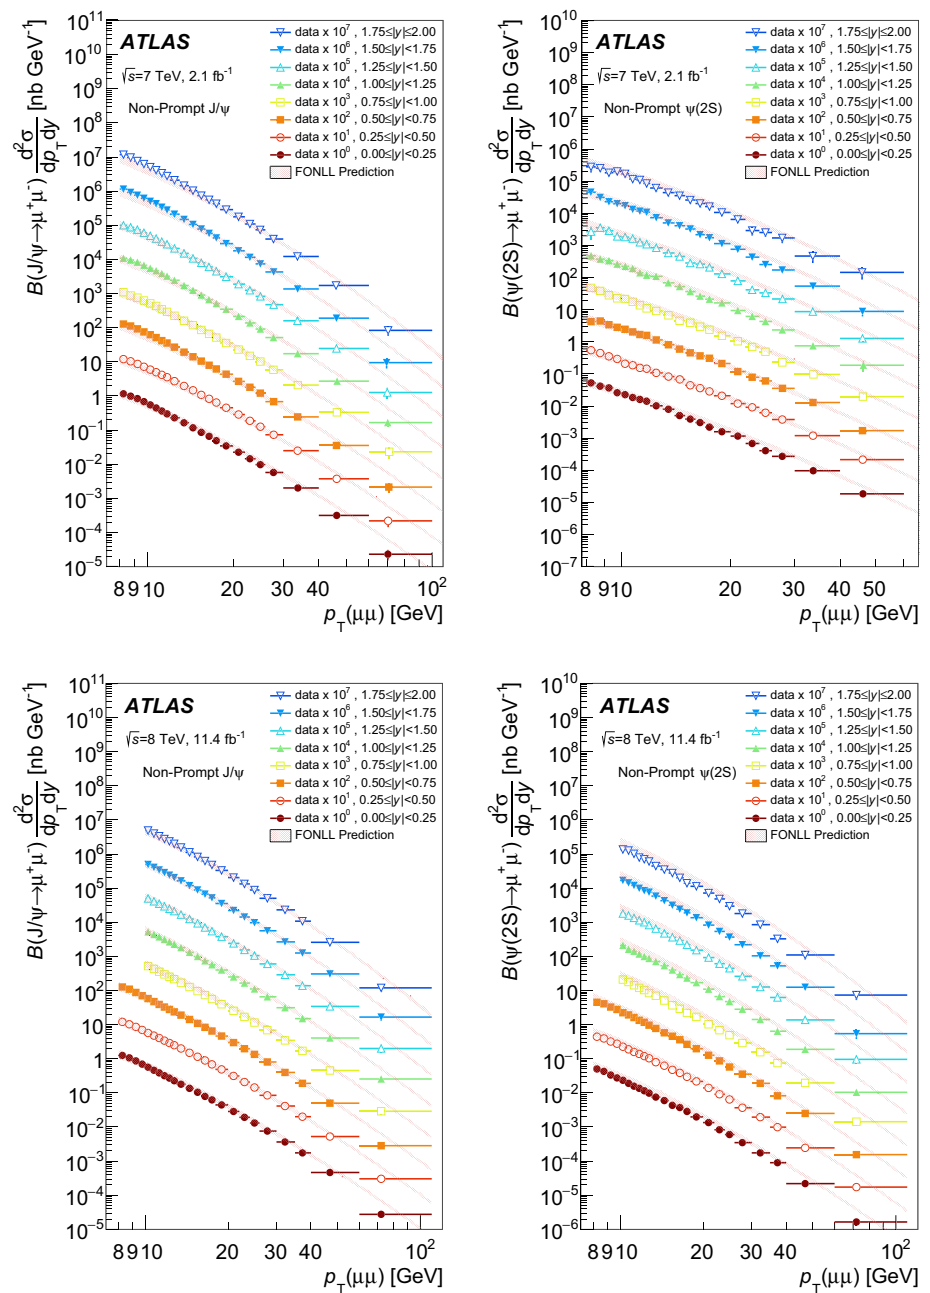 ATLAS
√s=7 TeV, 2.1 fb⁻¹
Non-Prompt J/ψ
data x 10⁷ , 1.75≤|y|≤2.00
data x 10⁶ , 1.50≤|y|<1.75
data x 10⁵ , 1.25≤|y|<1.50
data x 10⁴ , 1.00≤|y|<1.25
data x 10³ , 0.75≤|y|<1.00
data x 10² , 0.50≤|y|<0.75
data x 10¹ , 0.25≤|y|<0.50
data x 10⁰ , 0.00≤|y|<0.25
FONLL Prediction
B(J/ψ→μ⁺μ⁻) d²σ/dp_T dy [nb GeV⁻¹]
10¹¹
10¹⁰
10⁹
10⁸
10⁷
10⁶
10⁵
10⁴
10³
10²
10
1
10⁻¹
10⁻²
10⁻³
10⁻⁴
10⁻⁵
8 9 10 20 30 40 10²
p_T(μμ) [GeV]
ATLAS
√s=7 TeV, 2.1 fb⁻¹
Non-Prompt ψ(2S)
data x 10⁷ , 1.75≤|y|≤2.00
data x 10⁶ , 1.50≤|y|<1.75
data x 10⁵ , 1.25≤|y|<1.50
data x 10⁴ , 1.00≤|y|<1.25
data x 10³ , 0.75≤|y|<1.00
data x 10² , 0.50≤|y|<0.75
data x 10¹ , 0.25≤|y|<0.50
data x 10⁰ , 0.00≤|y|<0.25
FONLL Prediction
B(ψ(2S)→μ⁺μ⁻) d²σ/dp_T dy [nb GeV⁻¹]
10¹⁰
10⁹
10⁸
10⁷
10⁶
10⁵
10⁴
10³
10²
10
1
10⁻¹
10⁻²
10⁻³
10⁻⁴
10⁻⁵
10⁻⁶
10⁻⁷
8 9 10 20 30 40 50
p_T(μμ) [GeV]
ATLAS
√s=8 TeV, 11.4 fb⁻¹
Non-Prompt J/ψ
data x 10⁷ , 1.75≤|y|≤2.00
data x 10⁶ , 1.50≤|y|<1.75
data x 10⁵ , 1.25≤|y|<1.50
data x 10⁴ , 1.00≤|y|<1.25
data x 10³ , 0.75≤|y|<1.00
data x 10² , 0.50≤|y|<0.75
data x 10¹ , 0.25≤|y|<0.50
data x 10⁰ , 0.00≤|y|<0.25
FONLL Prediction
B(J/ψ→μ⁺μ⁻) d²σ/dp_T dy [nb GeV⁻¹]
10¹¹
10¹⁰
10⁹
10⁸
10⁷
10⁶
10⁵
10⁴
10³
10²
10
1
10⁻¹
10⁻²
10⁻³
10⁻⁴
10⁻⁵
8 9 10 20 30 40 10²
p_T(μμ) [GeV]
ATLAS
√s=8 TeV, 11.4 fb⁻¹
Non-Prompt ψ(2S)
data x 10⁷ , 1.75≤|y|≤2.00
data x 10⁶ , 1.50≤|y|<1.75
data x 10⁵ , 1.25≤|y|<1.50
data x 10⁴ , 1.00≤|y|<1.25
data x 10³ , 0.75≤|y|<1.00
data x 10² , 0.50≤|y|<0.75
data x 10¹ , 0.25≤|y|<0.50
data x 10⁰ , 0.00≤|y|<0.25
FONLL Prediction
B(ψ(2S)→μ⁺μ⁻) d²σ/dp_T dy [nb GeV⁻¹]
10¹⁰
10⁹
10⁸
10⁷
10⁶
10⁵
10⁴
10³
10²
10
1
10⁻¹
10⁻²
10⁻³
10⁻⁴
10⁻⁵
10⁻⁶
8 9 10 20 30 40 10²
p_T(μμ) [GeV]